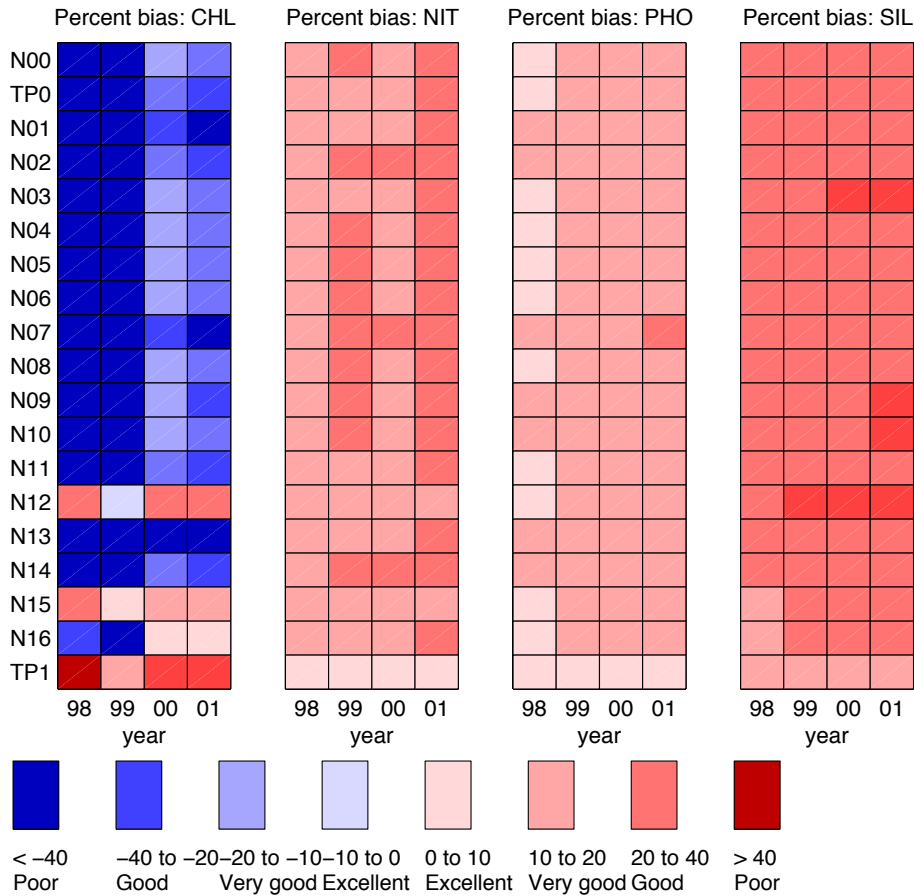 Percent bias: CHL Percent bias: NIT Percent bias: PHO Percent bias: SIL
N00
TP0
N01
N02
N03
N04
N05
N06
N07
N08
N09
N10
N11
N12
N13
N14
N15
N16
TP1
98 99 00 01 98 99 00 01 98 99 00 01 98 99 00 01
year year year year
< −40 −40 to −20 −20 to −10 −10 to 0 0 to 10 10 to 20 20 to 40 > 40
Poor Good Very good Excellent Excellent Very good Good Poor